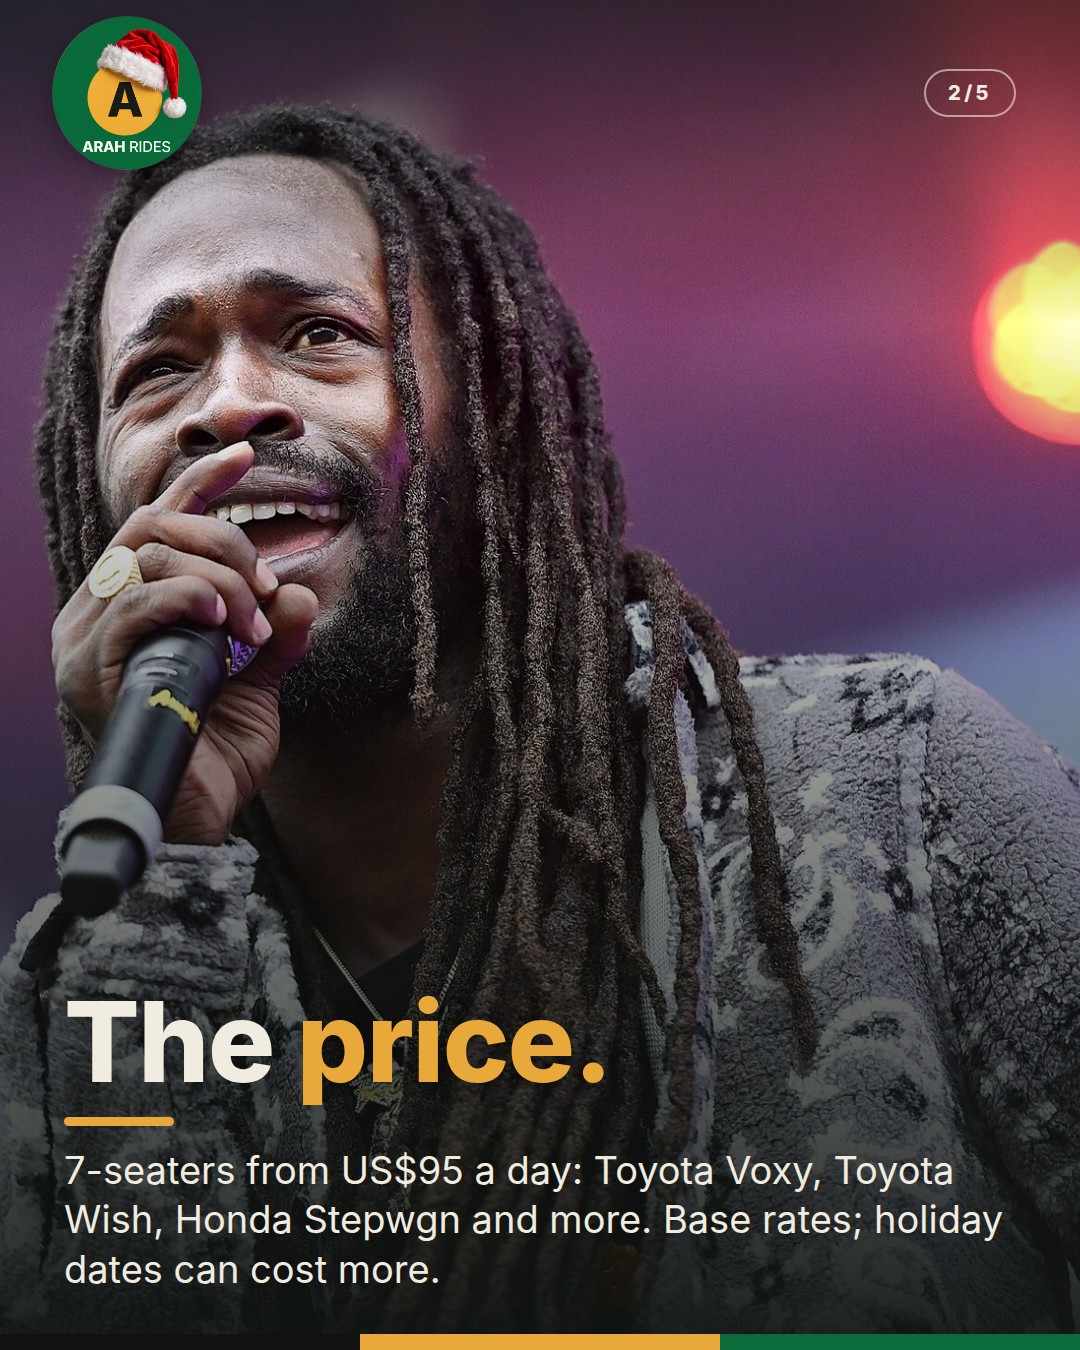 A
ARAH RIDES
2/5
The price.
7-seaters from US$95 a day: Toyota Voxy, Toyota
Wish, Honda Stepwgn and more. Base rates; holiday
dates can cost more.